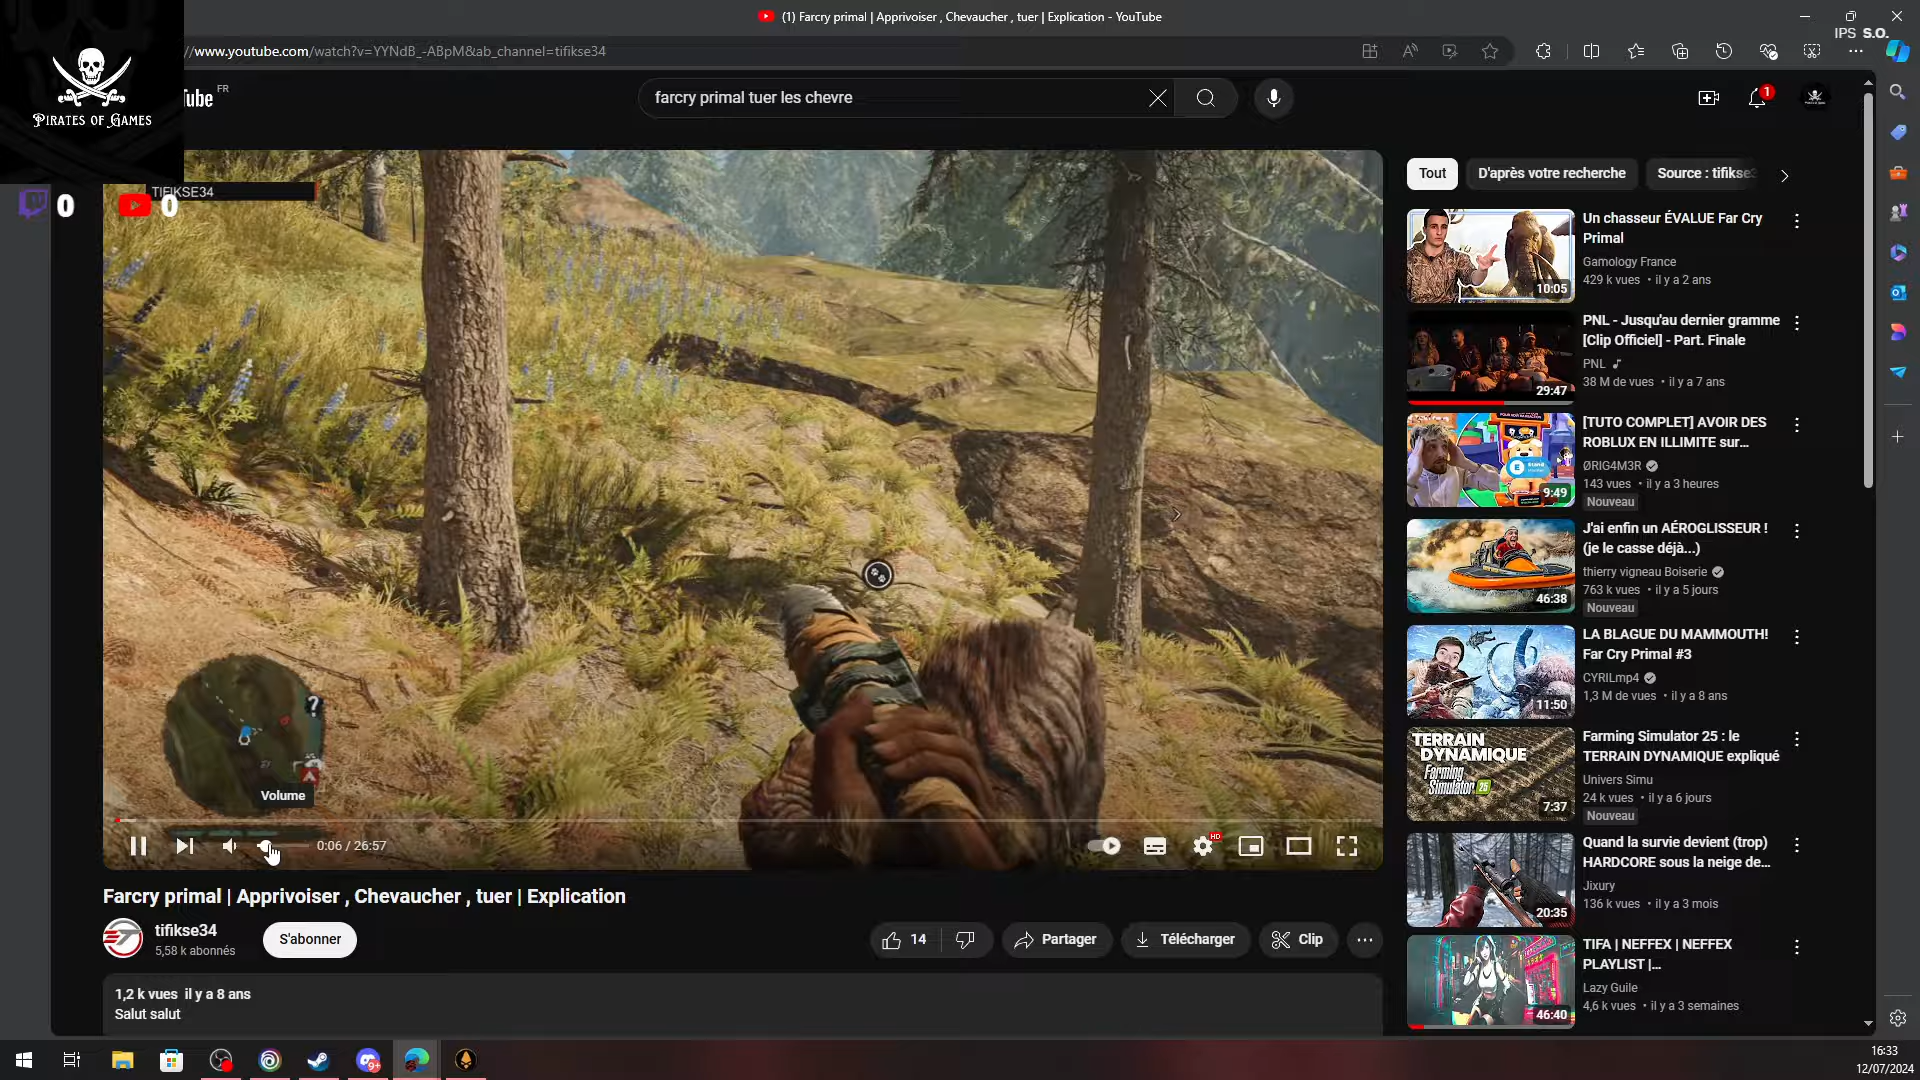 (1) Farcry primal | Apprivoiser , Chevaucher , tuer | Explication - YouTube
IPS S.O.
//www.youtube.com/watch?v=YYNdB_-ABpM&ab_channel=tifikse34
PIRATES OF GAMES
Tube FR
farcry primal tuer les chevre
1
0
0
TIFIKSE34
Volume
0:06 / 26:57
HD
Farcry primal | Apprivoiser , Chevaucher , tuer | Explication
tifikse34
5,58 k abonnés
S'abonner
14
Partager
Télécharger
Clip
1,2 k vues il y a 8 ans
Salut salut
Tout
D'après votre recherche
Source : tifikse3
Un chasseur ÉVALUE Far Cry
Primal
Gamology France
429 k vues • il y a 2 ans
10:05
PNL - Jusqu'au dernier gramme
[Clip Officiel] - Part. Finale
PNL
38 M de vues • il y a 7 ans
29:47
[TUTO COMPLET] AVOIR DES
ROBLUX EN ILLIMITE sur...
ØRIG4M3R
143 vues • il y a 3 heures
Nouveau
9:49
J'ai enfin un AÉROGLISSEUR !
(je le casse déjà...)
thierry vigneau Boiserie
763 k vues • il y a 5 jours
Nouveau
46:38
LA BLAGUE DU MAMMOUTH!
Far Cry Primal #3
CYRILmp4
1,3 M de vues • il y a 8 ans
11:50
TERRAIN
DYNAMIQUE
Farming
Simulator 25
Farming Simulator 25 : le
TERRAIN DYNAMIQUE expliqué
Univers Simu
24 k vues • il y a 6 jours
Nouveau
7:37
Quand la survie devient (trop)
HARDCORE sous la neige de...
Jixury
136 k vues • il y a 3 mois
20:35
TIFA | NEFFEX | NEFFEX
PLAYLIST |...
Lazy Guile
4,6 k vues • il y a 3 semaines
46:40
9+
16:33
12/07/2024